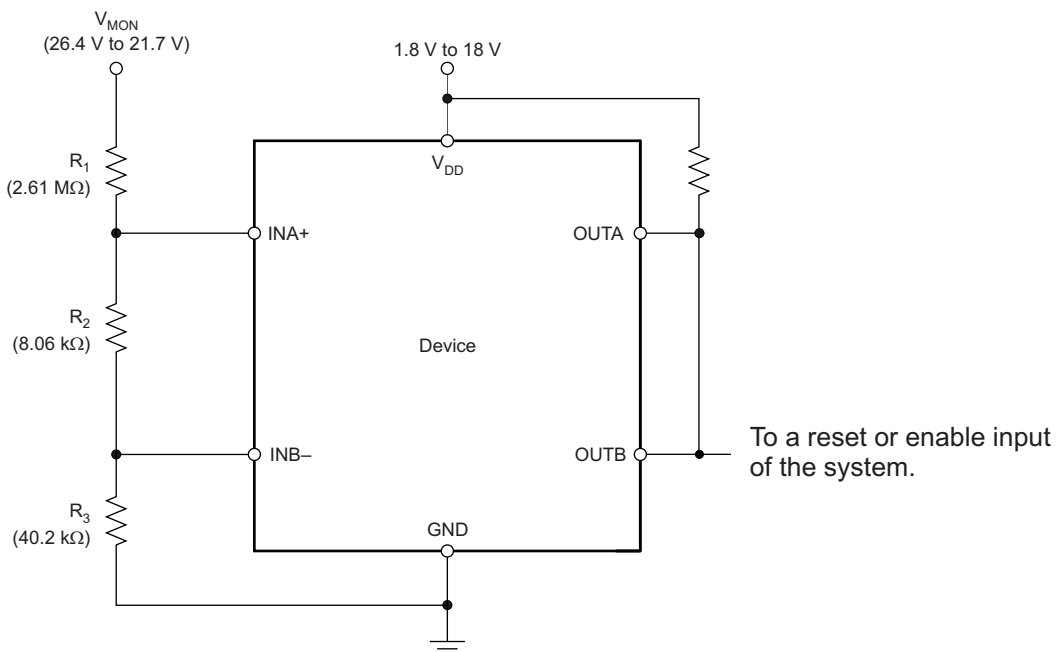 V_MON
(26.4 V to 21.7 V)
1.8 V to 18 V
V_DD
R_1
(2.61 MΩ)
INA+
OUTA
R_2
(8.06 kΩ)
Device
INB–
OUTB
To a reset or enable input
of the system.
R_3
(40.2 kΩ)
GND